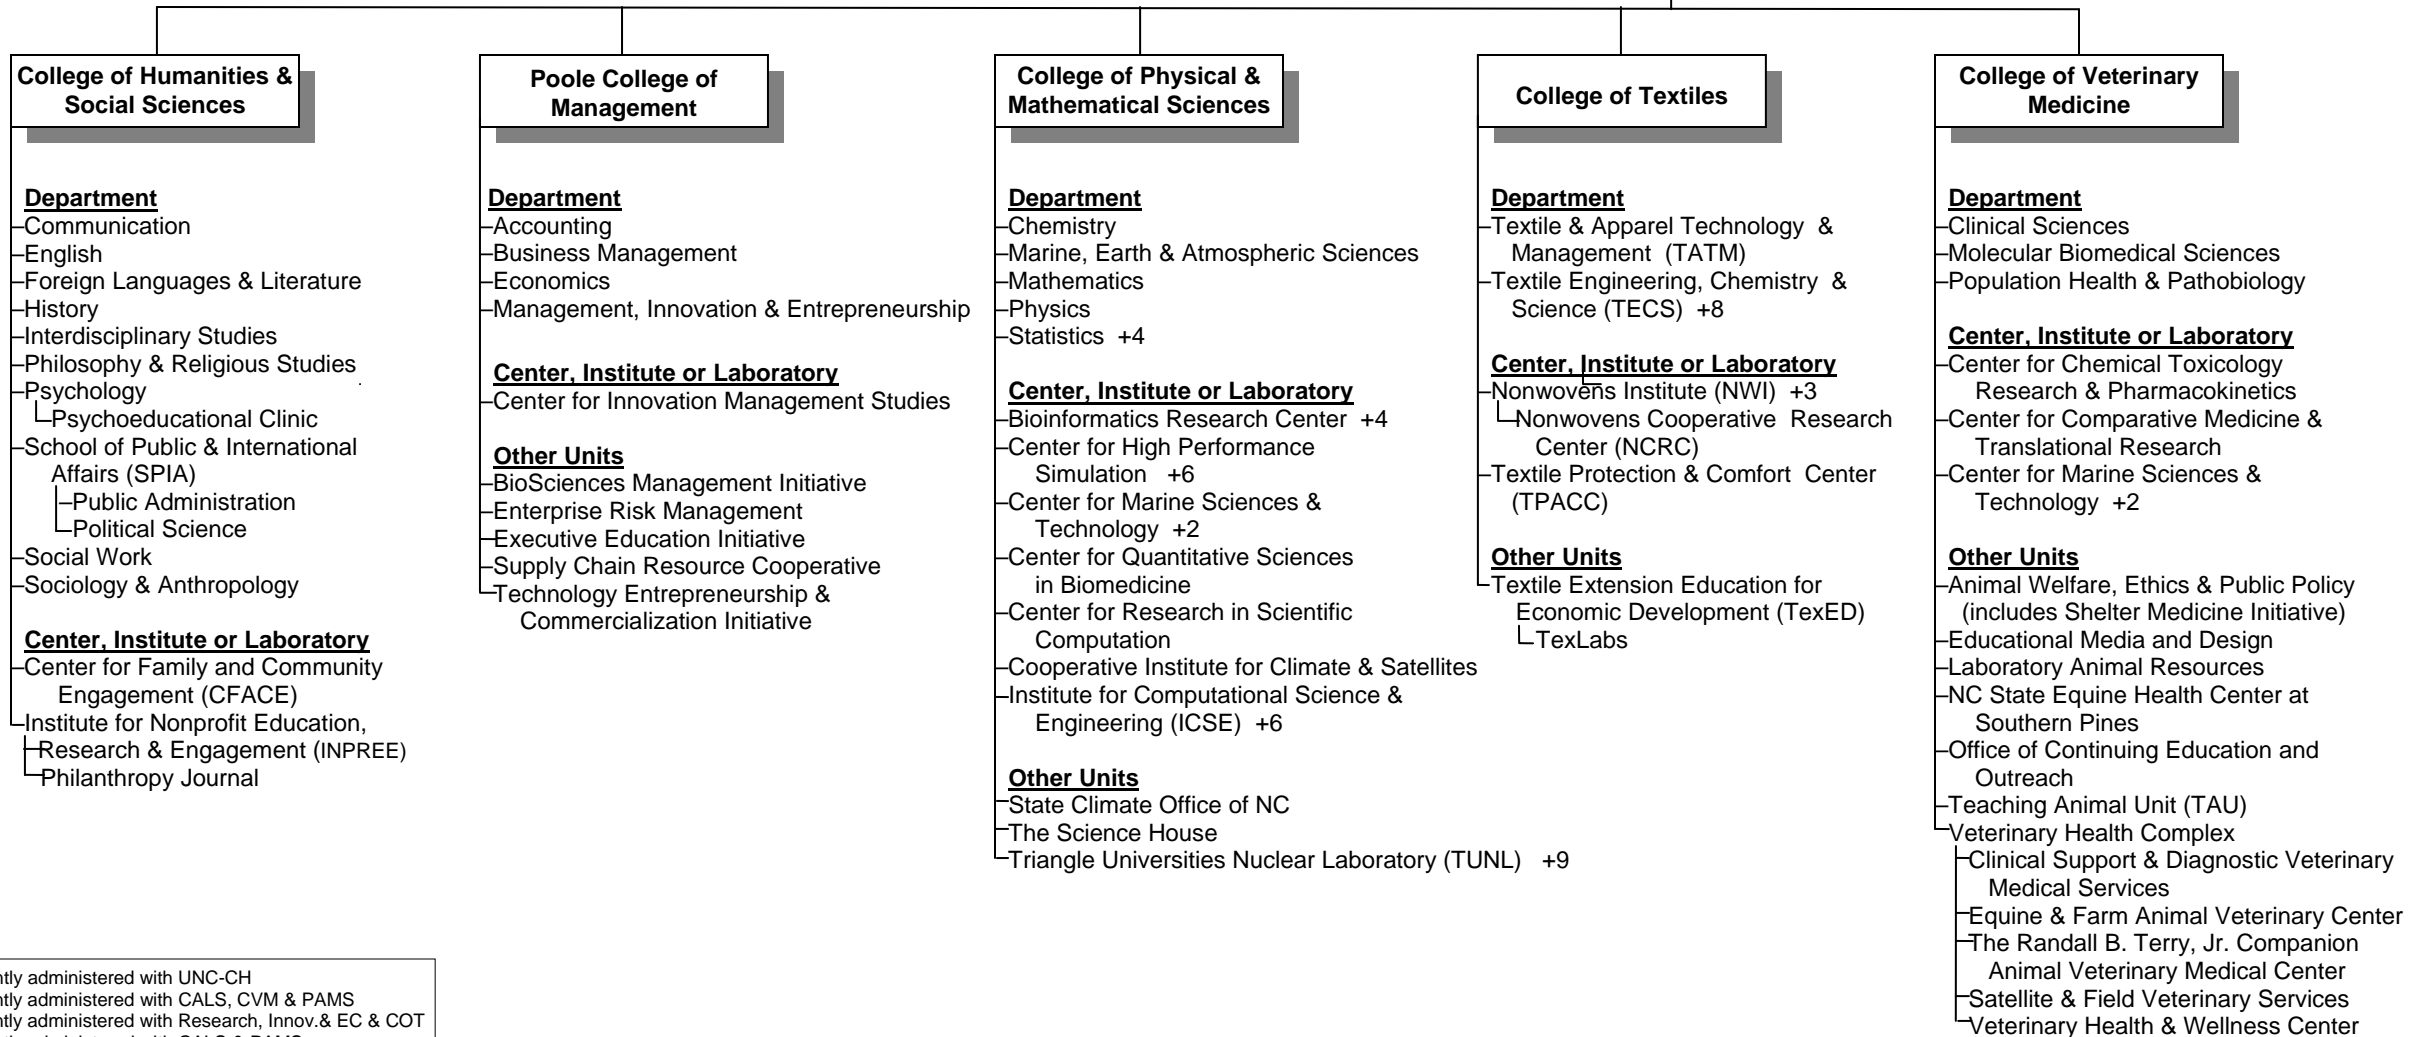 College of Humanities &
Social Sciences
Department
Communication
English
Foreign Languages & Literature
History
Interdisciplinary Studies
Philosophy & Religious Studies
Psychology
Psychoeducational Clinic
School of Public & International
Affairs (SPIA)
Public Administration
Political Science
Social Work
Sociology & Anthropology
Center, Institute or Laboratory
Center for Family and Community
Engagement (CFACE)
Institute for Nonprofit Education,
Research & Engagement (INPREE)
Philanthropy Journal
Poole College of
Management
Department
Accounting
Business Management
Economics
Management, Innovation & Entrepreneurship
Center, Institute or Laboratory
Center for Innovation Management Studies
Other Units
BioSciences Management Initiative
Enterprise Risk Management
Executive Education Initiative
Supply Chain Resource Cooperative
Technology Entrepreneurship &
Commercialization Initiative
College of Physical &
Mathematical Sciences
Department
Chemistry
Marine, Earth & Atmospheric Sciences
Mathematics
Physics
Statistics +4
Center, Institute or Laboratory
Bioinformatics Research Center +4
Center for High Performance
Simulation +6
Center for Marine Sciences &
Technology +2
Center for Quantitative Sciences
in Biomedicine
Center for Research in Scientific
Computation
Cooperative Institute for Climate & Satellites
Institute for Computational Science &
Engineering (ICSE) +6
Other Units
State Climate Office of NC
The Science House
Triangle Universities Nuclear Laboratory (TUNL) +9
College of Textiles
Department
Textile & Apparel Technology &
Management (TATM)
Textile Engineering, Chemistry &
Science (TECS) +8
Center, Institute or Laboratory
Nonwovens Institute (NWI) +3
Nonwovens Cooperative Research
Center (NCRC)
Textile Protection & Comfort Center
(TPACC)
Other Units
Textile Extension Education for
Economic Development (TexED)
TexLabs
College of Veterinary
Medicine
Department
Clinical Sciences
Molecular Biomedical Sciences
Population Health & Pathobiology
Center, Institute or Laboratory
Center for Chemical Toxicology
Research & Pharmacokinetics
Center for Comparative Medicine &
Translational Research
Center for Marine Sciences &
Technology +2
Other Units
Animal Welfare, Ethics & Public Policy
(includes Shelter Medicine Initiative)
Educational Media and Design
Laboratory Animal Resources
NC State Equine Health Center at
Southern Pines
Office of Continuing Education and
Outreach
Teaching Animal Unit (TAU)
Veterinary Health Complex
Clinical Support & Diagnostic Veterinary
Medical Services
Equine & Farm Animal Veterinary Center
The Randall B. Terry, Jr. Companion
Animal Veterinary Medical Center
Satellite & Field Veterinary Services
Veterinary Health & Wellness Center
ntly administered with UNC-CH
ntly administered with CALS, CVM & PAMS
ntly administered with Research, Innov.& EC & COT